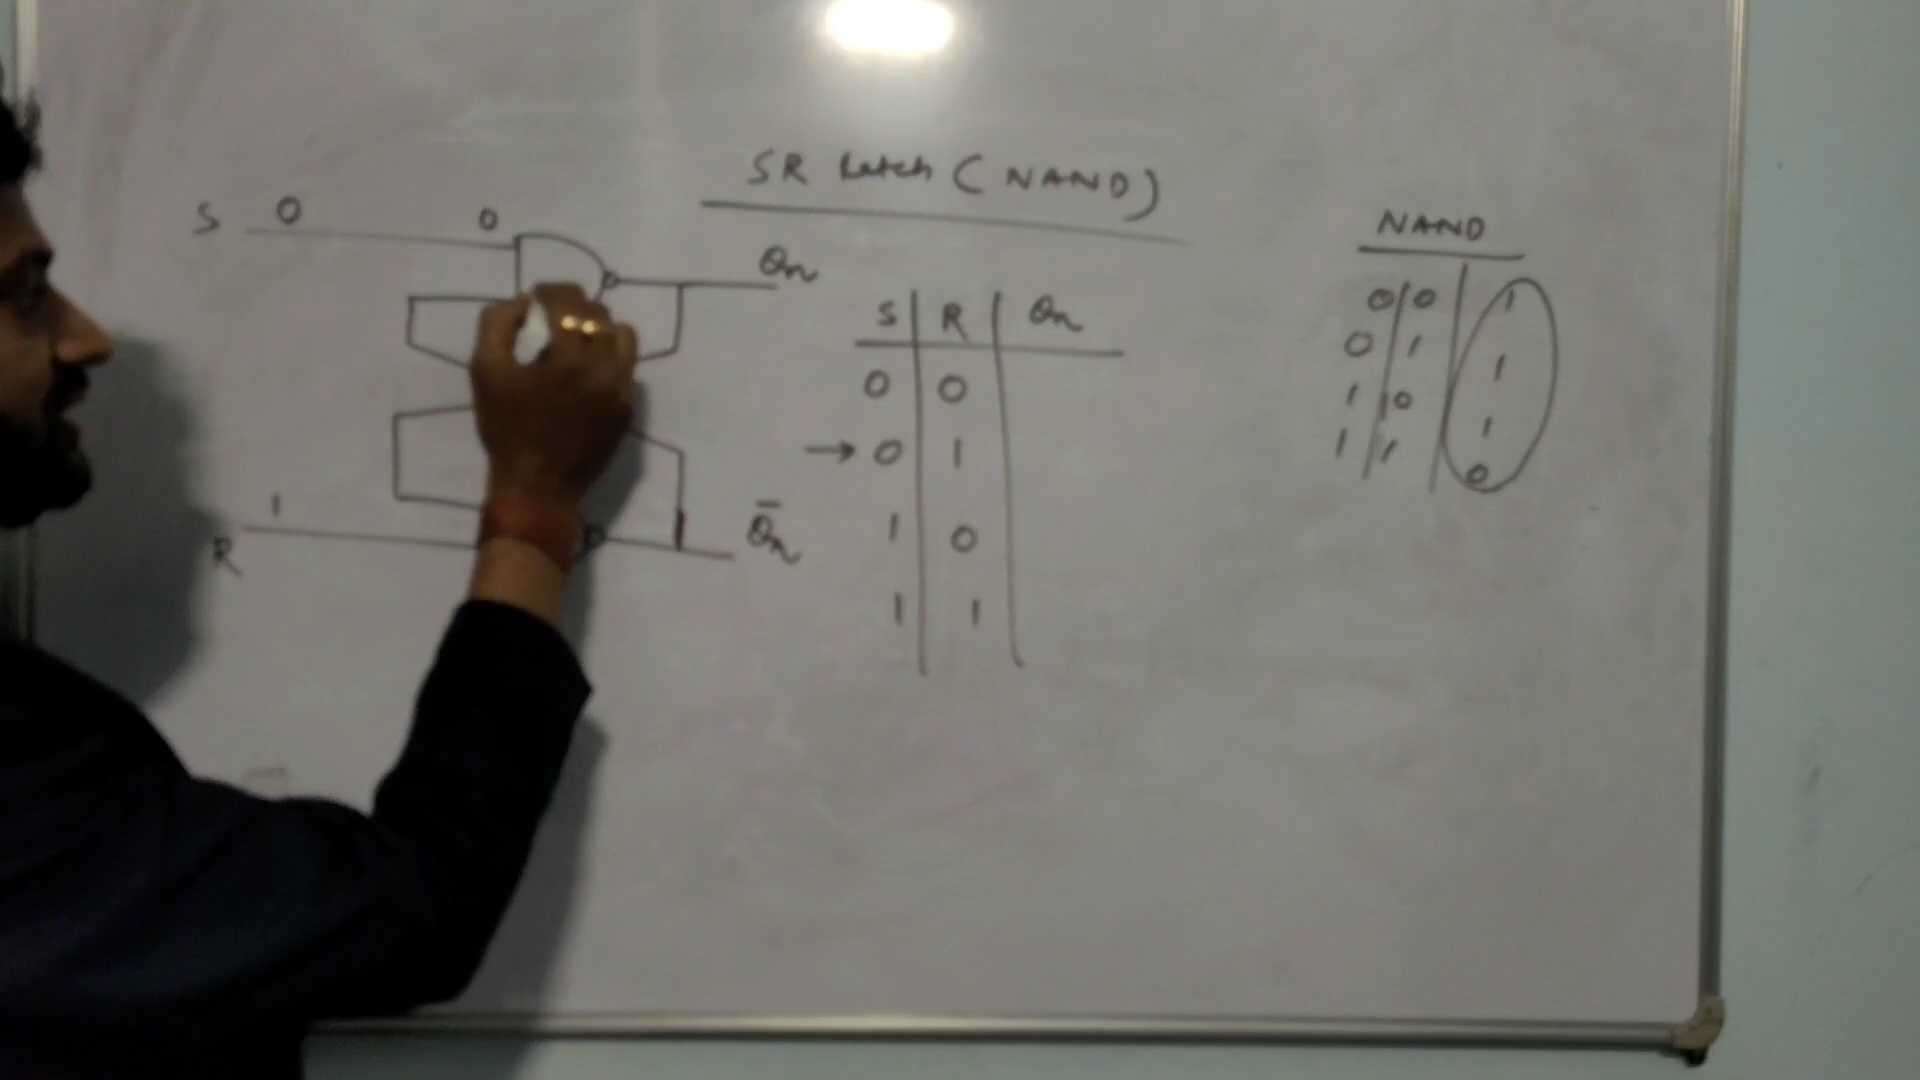 SR Latch (NAND)
S 0 0
Qn
R 1
Q̅n
S R Qn
0 0
→ 0 1
1 0
1 1
NAND
0 0 1
0 1 1
1 0 1
1 1 0